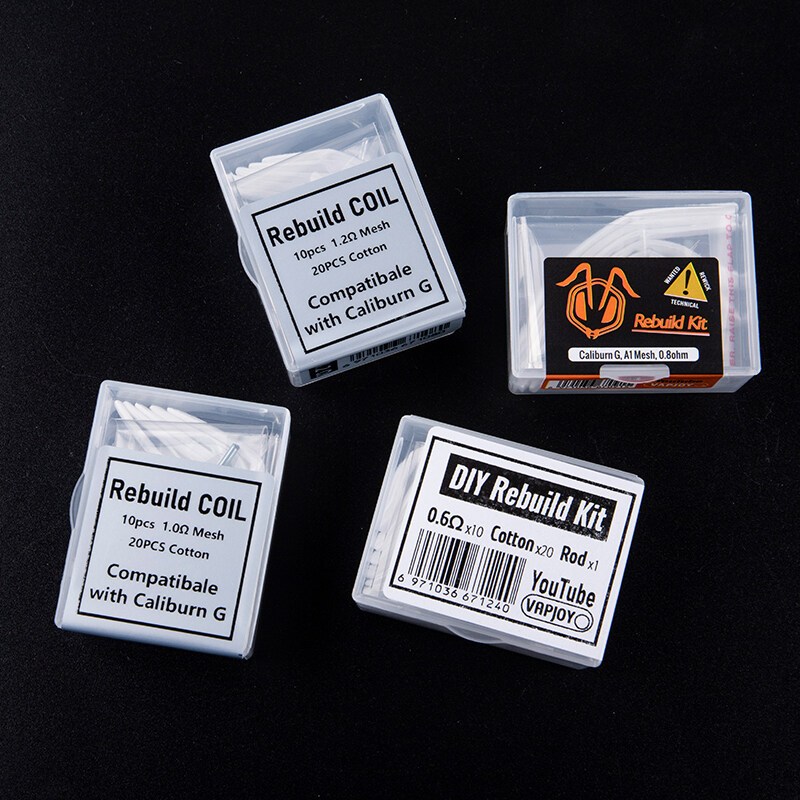 Rebuild COIL
10pcs 1.2Ω Mesh
20PCS Cotton
Compatibale
with Caliburn G
WANTED
REWICK
TECHNICAL
Rebuild Kit
Caliburn G, A1 Mesh, 0.8ohm
VAPJOY
Rebuild COIL
10pcs 1.0Ω Mesh
20PCS Cotton
Compatibale
with Caliburn G
DIY Rebuild Kit
0.6Ω x10 Cotton x20 Rod x1
6 971036 671240
YouTube
VAPJOY